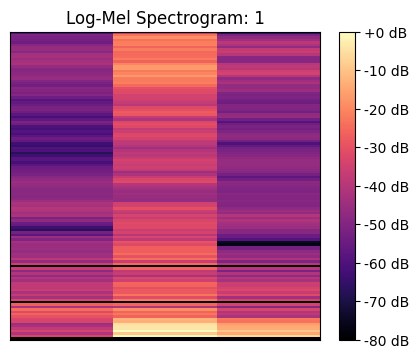 Log-Mel Spectrogram: 1
+0 dB
-10 dB
-20 dB
-30 dB
-40 dB
-50 dB
-60 dB
-70 dB
-80 dB